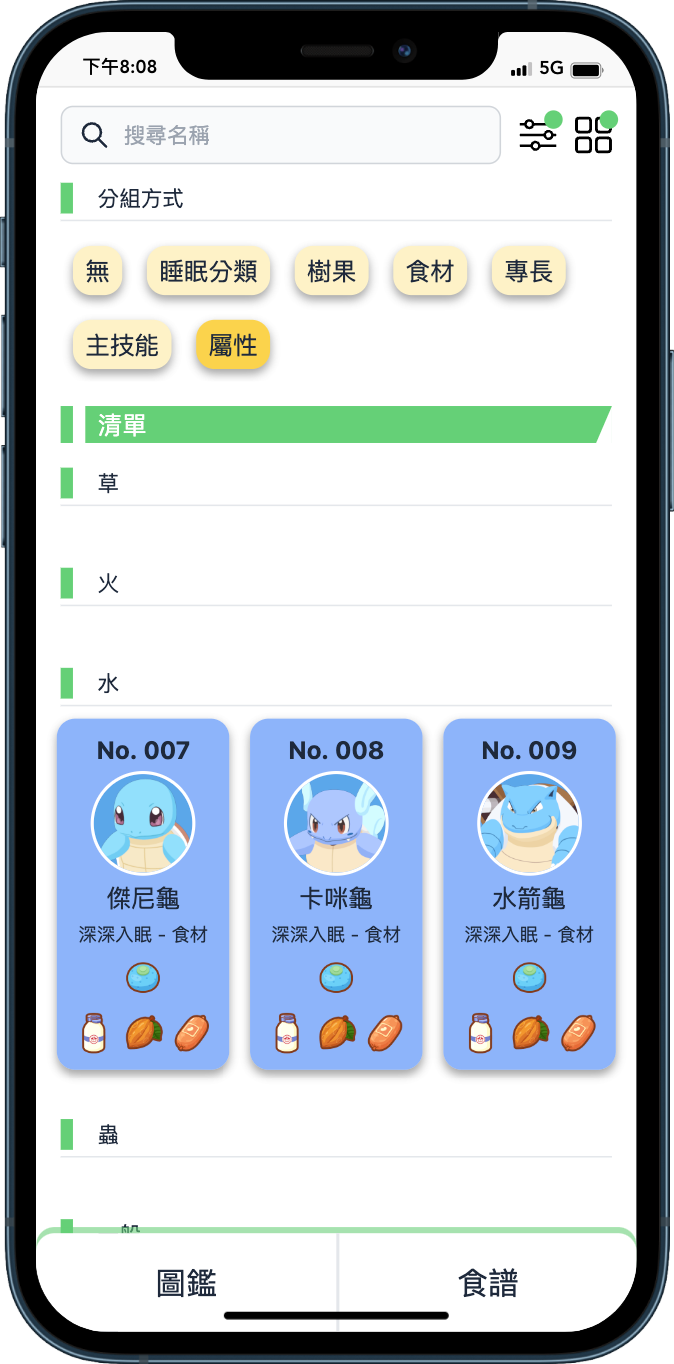 下午8:08 5G
搜尋名稱
分組方式
無 睡眠分類 樹果 食材 專長
主技能 屬性
清單
草
火
水
No. 007 No. 008 No. 009
傑尼龜 卡咪龜 水箭龜
深深入眠 - 食材 深深入眠 - 食材 深深入眠 - 食材
蟲
圖鑑 食譜